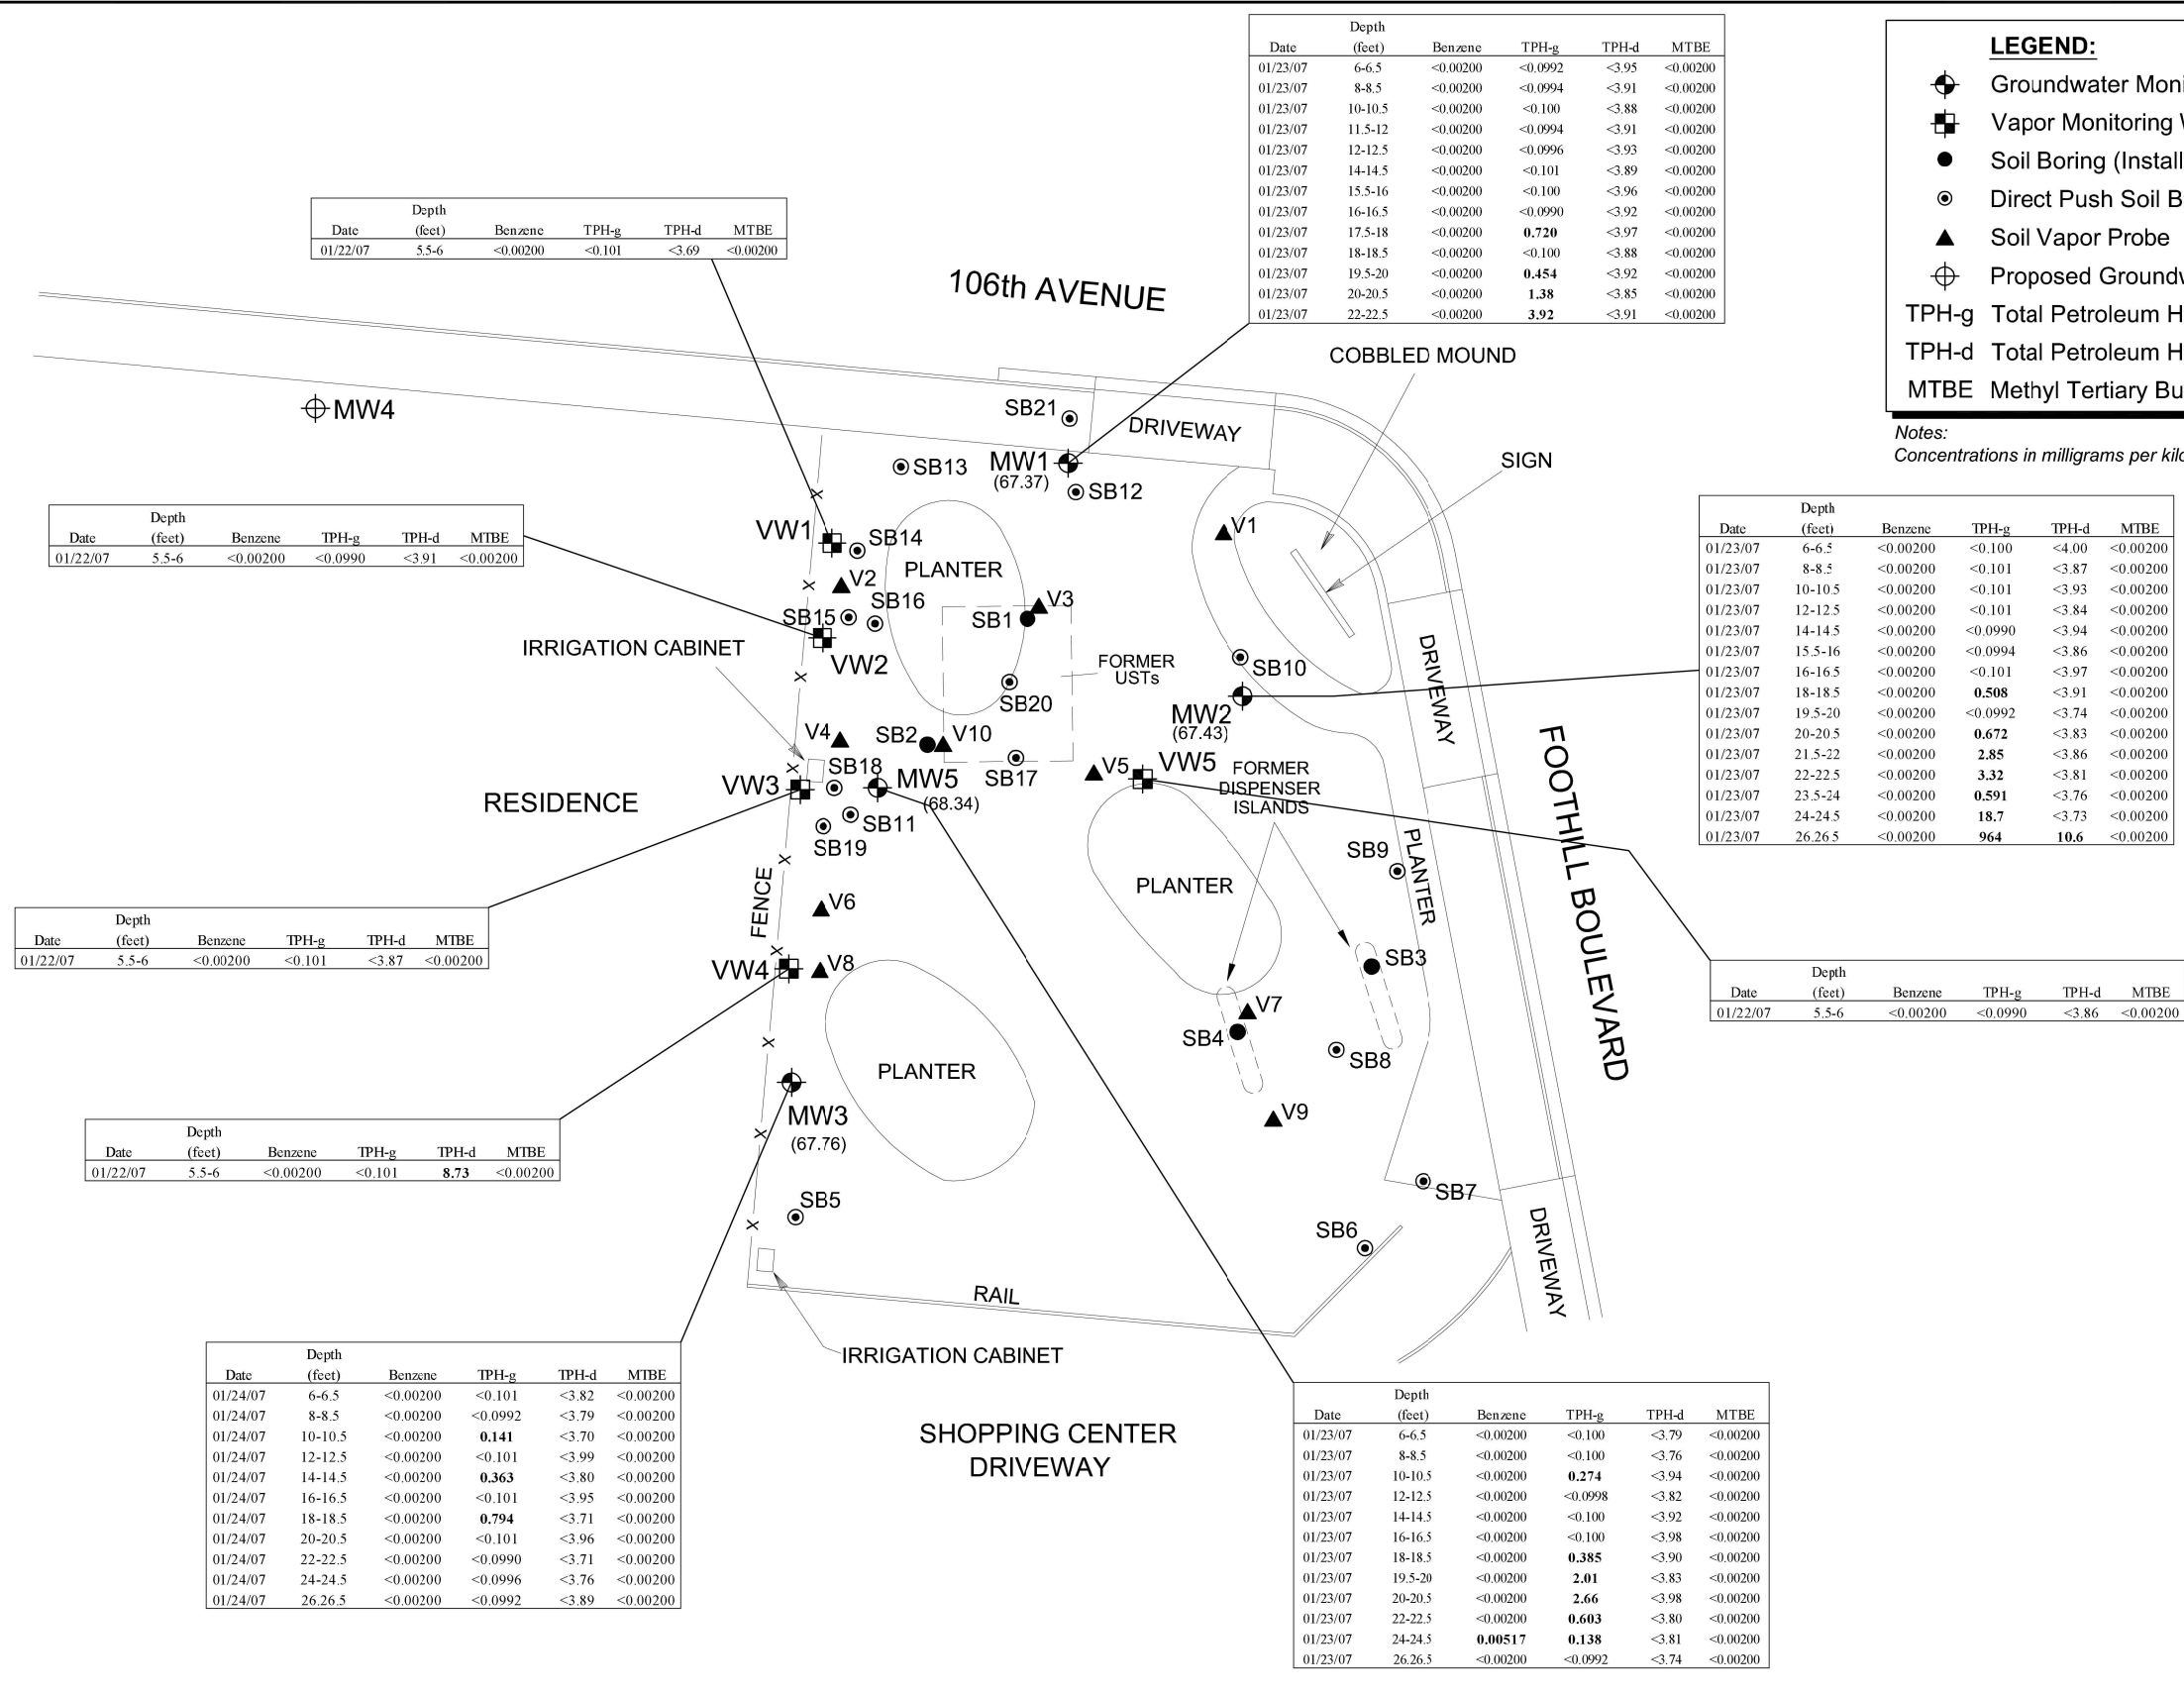 Depth
Date (feet) Benzene TPH-g TPH-d MTBE
01/23/07 6-6.5 <0.00200 <0.0992 <3.95 <0.00200
01/23/07 8-8.5 <0.00200 <0.0994 <3.91 <0.00200
01/23/07 10-10.5 <0.00200 <0.100 <3.88 <0.00200
01/23/07 11.5-12 <0.00200 <0.0994 <3.91 <0.00200
01/23/07 12-12.5 <0.00200 <0.0996 <3.93 <0.00200
01/23/07 14-14.5 <0.00200 <0.101 <3.89 <0.00200
01/23/07 15.5-16 <0.00200 <0.100 <3.96 <0.00200
01/23/07 16-16.5 <0.00200 <0.0990 <3.92 <0.00200
01/23/07 17.5-18 <0.00200 0.720 <3.97 <0.00200
01/23/07 18-18.5 <0.00200 <0.100 <3.88 <0.00200
01/23/07 19.5-20 <0.00200 0.454 <3.92 <0.00200
01/23/07 20-20.5 <0.00200 1.38 <3.85 <0.00200
01/23/07 22-22.5 <0.00200 3.92 <3.91 <0.00200
LEGEND:
Groundwater Moni
Vapor Monitoring
Soil Boring (Install
Direct Push Soil B
Soil Vapor Probe
Proposed Groundw
TPH-g Total Petroleum H
TPH-d Total Petroleum H
MTBE Methyl Tertiary Bu
Notes:
Concentrations in milligrams per kil
Depth
Date (feet) Benzene TPH-g TPH-d MTBE
01/22/07 5.5-6 <0.00200 <0.101 <3.69 <0.00200
106th AVENUE
COBBLED MOUND
MW4
SB21
DRIVEWAY
SIGN
SB13
MW1
(67.37)
SB12
Depth
Date (feet) Benzene TPH-g TPH-d MTBE
01/22/07 5.5-6 <0.00200 <0.0990 <3.91 <0.00200
VW1
SB14
V1
PLANTER
V2
SB16
SB15
V3
SB1
IRRIGATION CABINET
VW2
FORMER
USTs
SB10
SB20
MW2
(67.43)
DRIVEWAY
V4
SB2
V10
SB18
SB17
V5
VW5
FORMER
DISPENSER
ISLANDS
VW3
MW5
(68.34)
RESIDENCE
SB11
SB19
SB9
PLANTER
FOOTHILL BOULEVARD
Depth
Date (feet) Benzene TPH-g TPH-d MTBE
01/23/07 6-6.5 <0.00200 <0.100 <4.00 <0.00200
01/23/07 8-8.5 <0.00200 <0.101 <3.87 <0.00200
01/23/07 10-10.5 <0.00200 <0.101 <3.93 <0.00200
01/23/07 12-12.5 <0.00200 <0.101 <3.84 <0.00200
01/23/07 14-14.5 <0.00200 <0.0990 <3.94 <0.00200
01/23/07 15.5-16 <0.00200 <0.0994 <3.86 <0.00200
01/23/07 16-16.5 <0.00200 <0.101 <3.97 <0.00200
01/23/07 18-18.5 <0.00200 0.508 <3.91 <0.00200
01/23/07 19.5-20 <0.00200 <0.0992 <3.74 <0.00200
01/23/07 20-20.5 <0.00200 0.672 <3.83 <0.00200
01/23/07 21.5-22 <0.00200 2.85 <3.86 <0.00200
01/23/07 22-22.5 <0.00200 3.32 <3.81 <0.00200
01/23/07 23.5-24 <0.00200 0.591 <3.76 <0.00200
01/23/07 24-24.5 <0.00200 18.7 <3.73 <0.00200
01/23/07 26.26.5 <0.00200 964 10.6 <0.00200
FENCE
V6
PLANTER
Depth
Date (feet) Benzene TPH-g TPH-d MTBE
01/22/07 5.5-6 <0.00200 <0.101 <3.87 <0.00200
VW4
V8
SB3
V7
SB4
SB8
Depth
Date (feet) Benzene TPH-g TPH-d MTBE
01/22/07 5.5-6 <0.00200 <0.0990 <3.86 <0.00200
PLANTER
MW3
(67.76)
V9
Depth
Date (feet) Benzene TPH-g TPH-d MTBE
01/22/07 5.5-6 <0.00200 <0.101 8.73 <0.00200
SB5
SB7
SB6
DRIVEWAY
RAIL
IRRIGATION CABINET
Depth
Date (feet) Benzene TPH-g TPH-d MTBE
01/24/07 6-6.5 <0.00200 <0.101 <3.82 <0.00200
01/24/07 8-8.5 <0.00200 <0.0992 <3.79 <0.00200
01/24/07 10-10.5 <0.00200 0.141 <3.70 <0.00200
01/24/07 12-12.5 <0.00200 <0.101 <3.99 <0.00200
01/24/07 14-14.5 <0.00200 0.363 <3.80 <0.00200
01/24/07 16-16.5 <0.00200 <0.101 <3.95 <0.00200
01/24/07 18-18.5 <0.00200 0.794 <3.71 <0.00200
01/24/07 20-20.5 <0.00200 <0.101 <3.96 <0.00200
01/24/07 22-22.5 <0.00200 <0.0990 <3.71 <0.00200
01/24/07 24-24.5 <0.00200 <0.0996 <3.76 <0.00200
01/24/07 26.26.5 <0.00200 <0.0992 <3.89 <0.00200
SHOPPING CENTER
DRIVEWAY
Depth
Date (feet) Benzene TPH-g TPH-d MTBE
01/23/07 6-6.5 <0.00200 <0.100 <3.79 <0.00200
01/23/07 8-8.5 <0.00200 <0.100 <3.76 <0.00200
01/23/07 10-10.5 <0.00200 0.274 <3.94 <0.00200
01/23/07 12-12.5 <0.00200 <0.0998 <3.82 <0.00200
01/23/07 14-14.5 <0.00200 <0.100 <3.92 <0.00200
01/23/07 16-16.5 <0.00200 <0.100 <3.98 <0.00200
01/23/07 18-18.5 <0.00200 0.385 <3.90 <0.00200
01/23/07 19.5-20 <0.00200 2.01 <3.83 <0.00200
01/23/07 20-20.5 <0.00200 2.66 <3.98 <0.00200
01/23/07 22-22.5 <0.00200 0.603 <3.80 <0.00200
01/23/07 24-24.5 0.00517 0.138 <3.81 <0.00200
01/23/07 26.26.5 <0.00200 <0.0992 <3.74 <0.00200